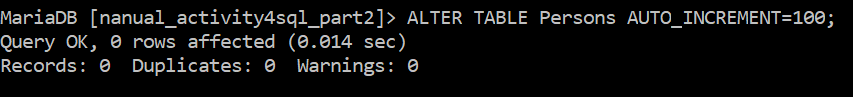 MariaDB [nanual_activity4sql_part2]> ALTER TABLE Persons AUTO_INCREMENT=100;
Query OK, 0 rows affected (0.014 sec)
Records: 0  Duplicates: 0  Warnings: 0